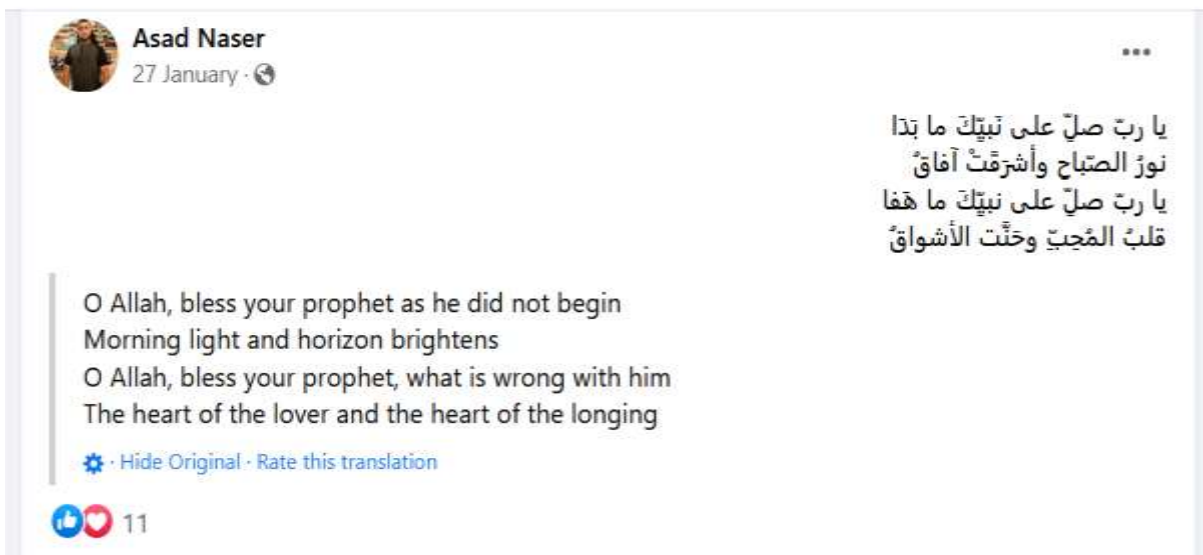 Asad Naser
27 January ·
يا ربّ صلِّ على نَبيِّكَ ما بَدَا
نورُ الصّباح وأشرَقَتْ آفاقُ
يا ربّ صلِّ على نبيِّكَ ما هَفا
قلبُ المُحِبِّ وحَنَّت الأشواقُ
O Allah, bless your prophet as he did not begin
Morning light and horizon brightens
O Allah, bless your prophet, what is wrong with him
The heart of the lover and the heart of the longing
· Hide Original · Rate this translation
11